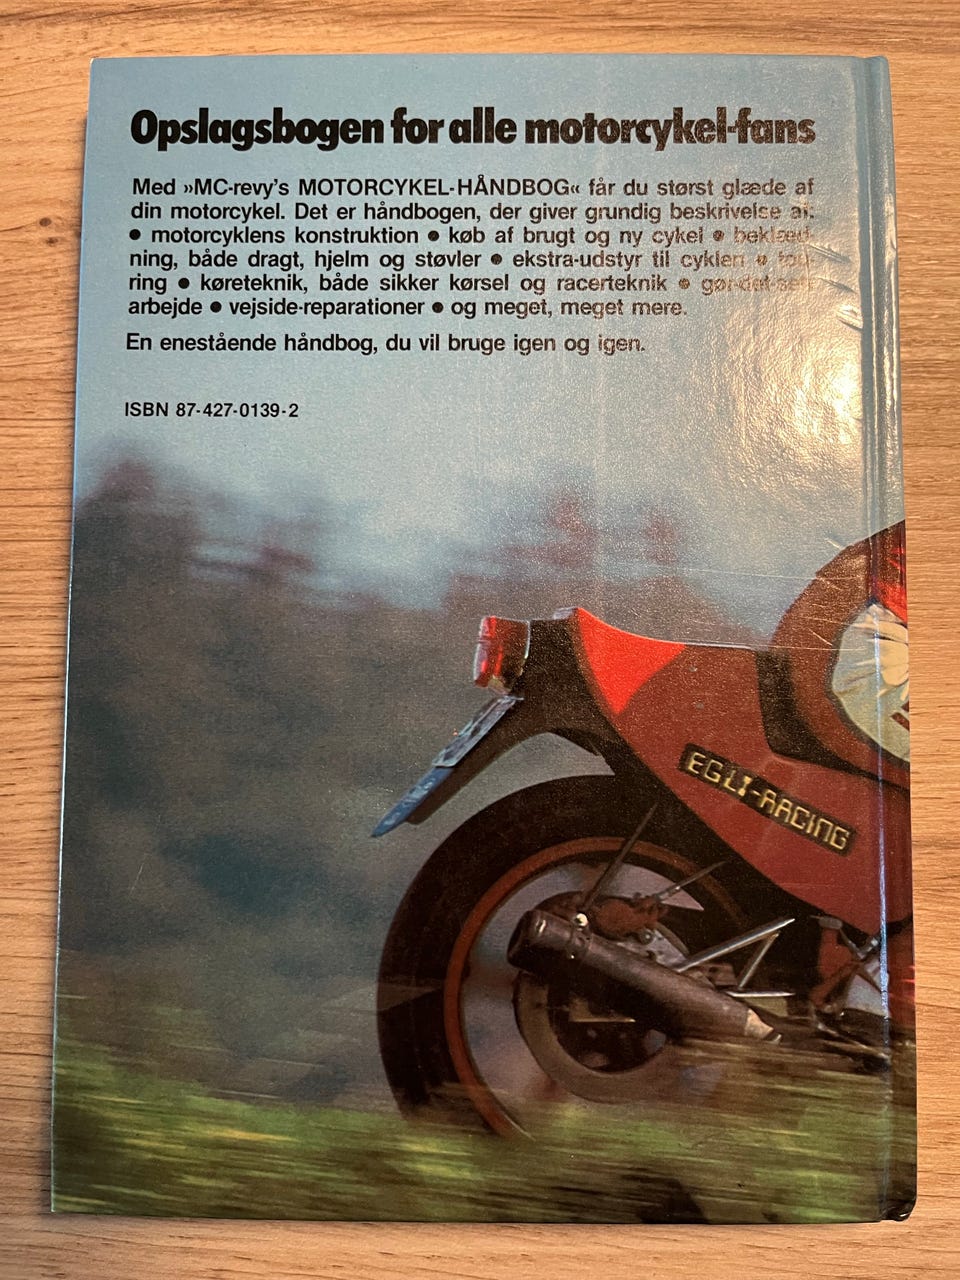 Opslagsbogen for alle motorcykel-fans
Med »MC-revy's MOTORCYKEL-HÅNDBOG« får du størst glæde af
din motorcykel. Det er håndbogen, der giver grundig beskrivelse af:
● motorcyklens konstruktion ● køb af brugt og ny cykel ● beklæd-
ning, både dragt, hjelm og støvler ● ekstra-udstyr til cyklen ● tou-
ring ● køreteknik, både sikker kørsel og racerteknik ● gør-det-selv
arbejde ● vejside-reparationer ● og meget, meget mere.
En enestående håndbog, du vil bruge igen og igen.
ISBN 87-427-0139-2
EGLI-RACING